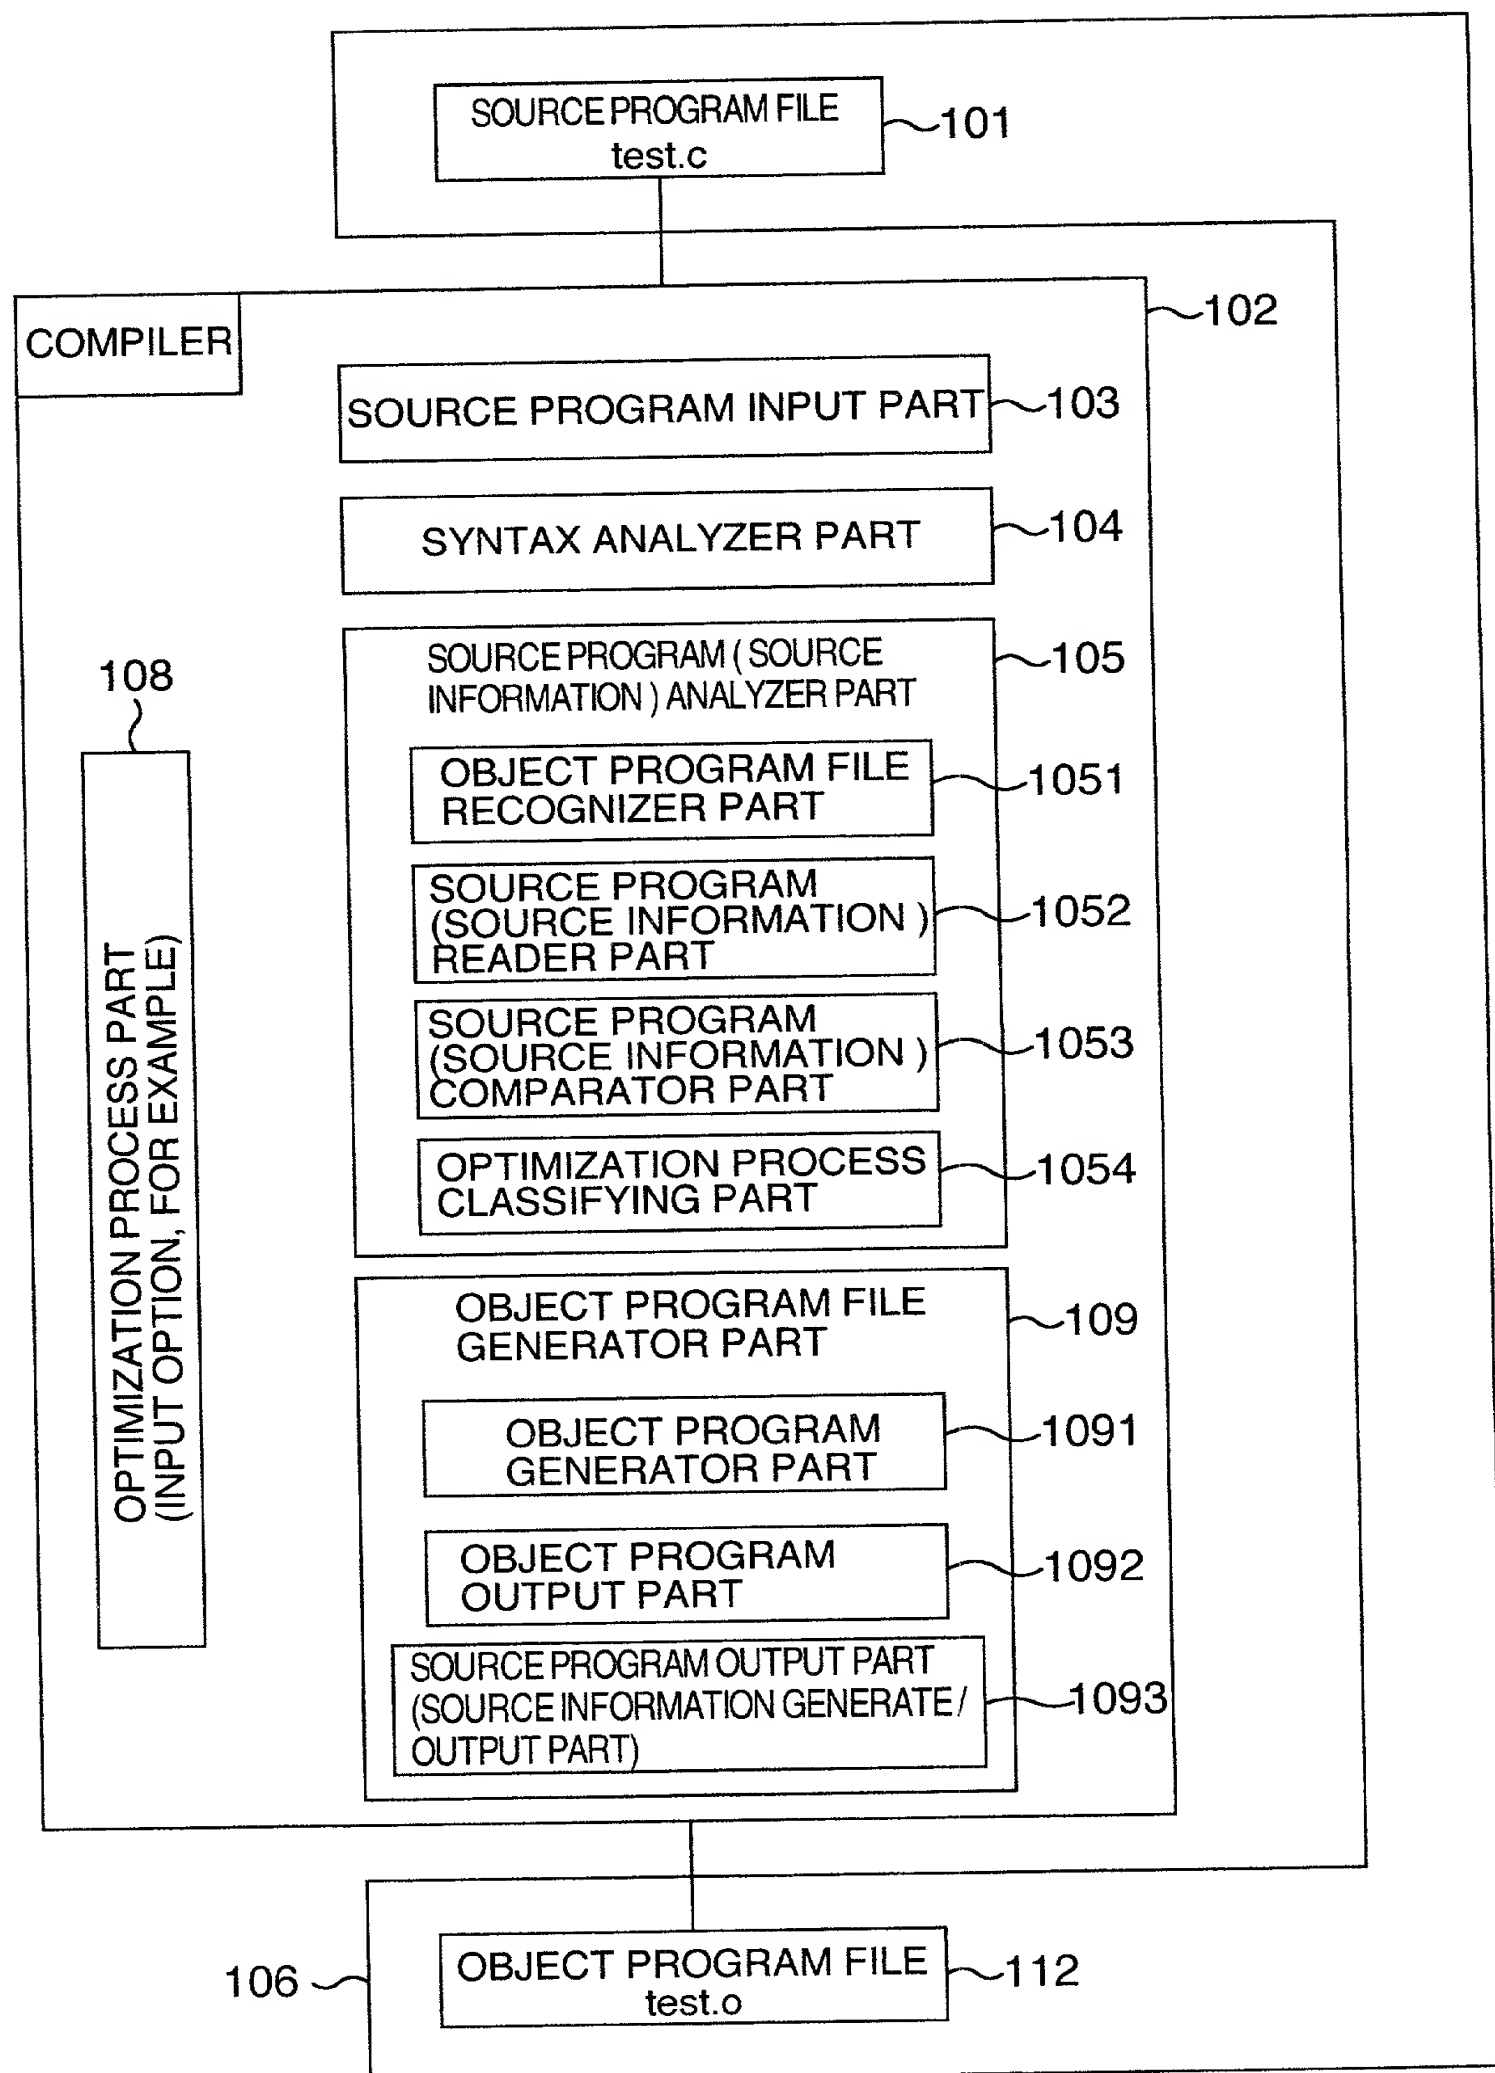 SOURCE PROGRAM FILE
test.c
101
COMPILER
102
SOURCE PROGRAM INPUT PART
103
SYNTAX ANALYZER PART
104
SOURCE PROGRAM ( SOURCE
INFORMATION ) ANALYZER PART
105
OBJECT PROGRAM FILE
RECOGNIZER PART
1051
SOURCE PROGRAM
(SOURCE INFORMATION )
READER PART
1052
SOURCE PROGRAM
(SOURCE INFORMATION )
COMPARATOR PART
1053
OPTIMIZATION PROCESS
CLASSIFYING PART
1054
108
OPTIMIZATION PROCESS PART
(INPUT OPTION, FOR EXAMPLE)
OBJECT PROGRAM FILE
GENERATOR PART
109
OBJECT PROGRAM
GENERATOR PART
1091
OBJECT PROGRAM
OUTPUT PART
1092
SOURCE PROGRAM OUTPUT PART
(SOURCE INFORMATION GENERATE /
OUTPUT PART)
1093
106
OBJECT PROGRAM FILE
test.o
112